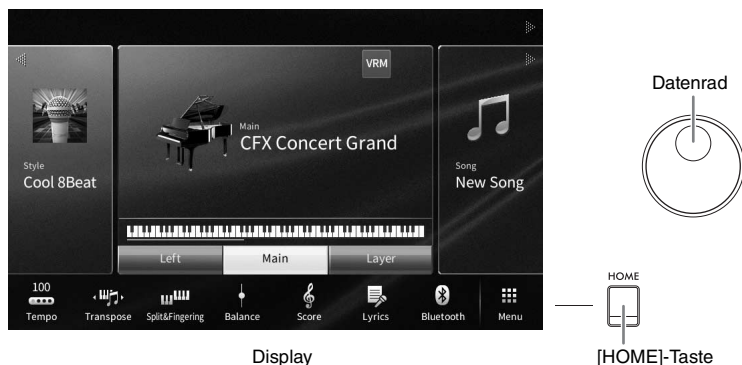 VRM
Datenrad
Main
CFX Concert Grand
Style
Cool 8Beat
Song
New Song
Left
Main
Layer
100
Tempo
Transpose
Split&Fingering
Balance
Score
Lyrics
Bluetooth
Menu
HOME
Display
[HOME]-Taste